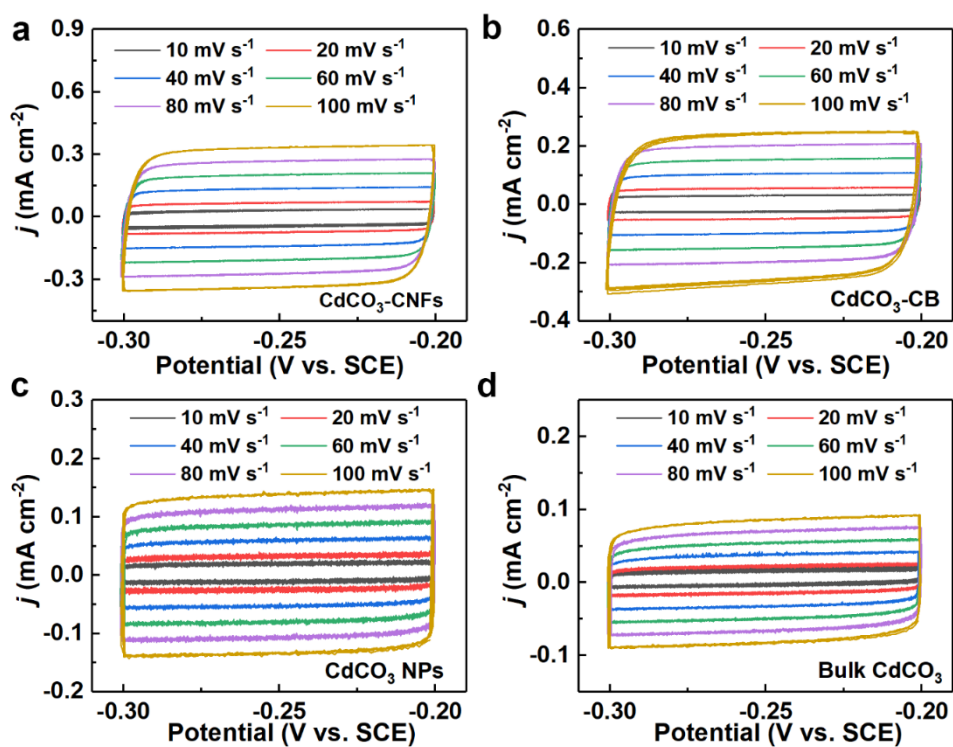 a
0.9
0.6
0.3
0.0
-0.3
j (mA cm⁻²)
10 mV s⁻¹ 20 mV s⁻¹
40 mV s⁻¹ 60 mV s⁻¹
80 mV s⁻¹ 100 mV s⁻¹
CdCO₃-CNFs
-0.30 -0.25 -0.20
Potential (V vs. SCE)
b
0.6
0.4
0.2
0.0
-0.2
-0.4
j (mA cm⁻²)
10 mV s⁻¹ 20 mV s⁻¹
40 mV s⁻¹ 60 mV s⁻¹
80 mV s⁻¹ 100 mV s⁻¹
CdCO₃-CB
-0.30 -0.25 -0.20
Potential (V vs. SCE)
c
0.3
0.2
0.1
0.0
-0.1
-0.2
j (mA cm⁻²)
10 mV s⁻¹ 20 mV s⁻¹
40 mV s⁻¹ 60 mV s⁻¹
80 mV s⁻¹ 100 mV s⁻¹
CdCO₃ NPs
-0.30 -0.25 -0.20
Potential (V vs. SCE)
d
0.2
0.1
0.0
-0.1
j (mA cm⁻²)
10 mV s⁻¹ 20 mV s⁻¹
40 mV s⁻¹ 60 mV s⁻¹
80 mV s⁻¹ 100 mV s⁻¹
Bulk CdCO₃
-0.30 -0.25 -0.20
Potential (V vs. SCE)